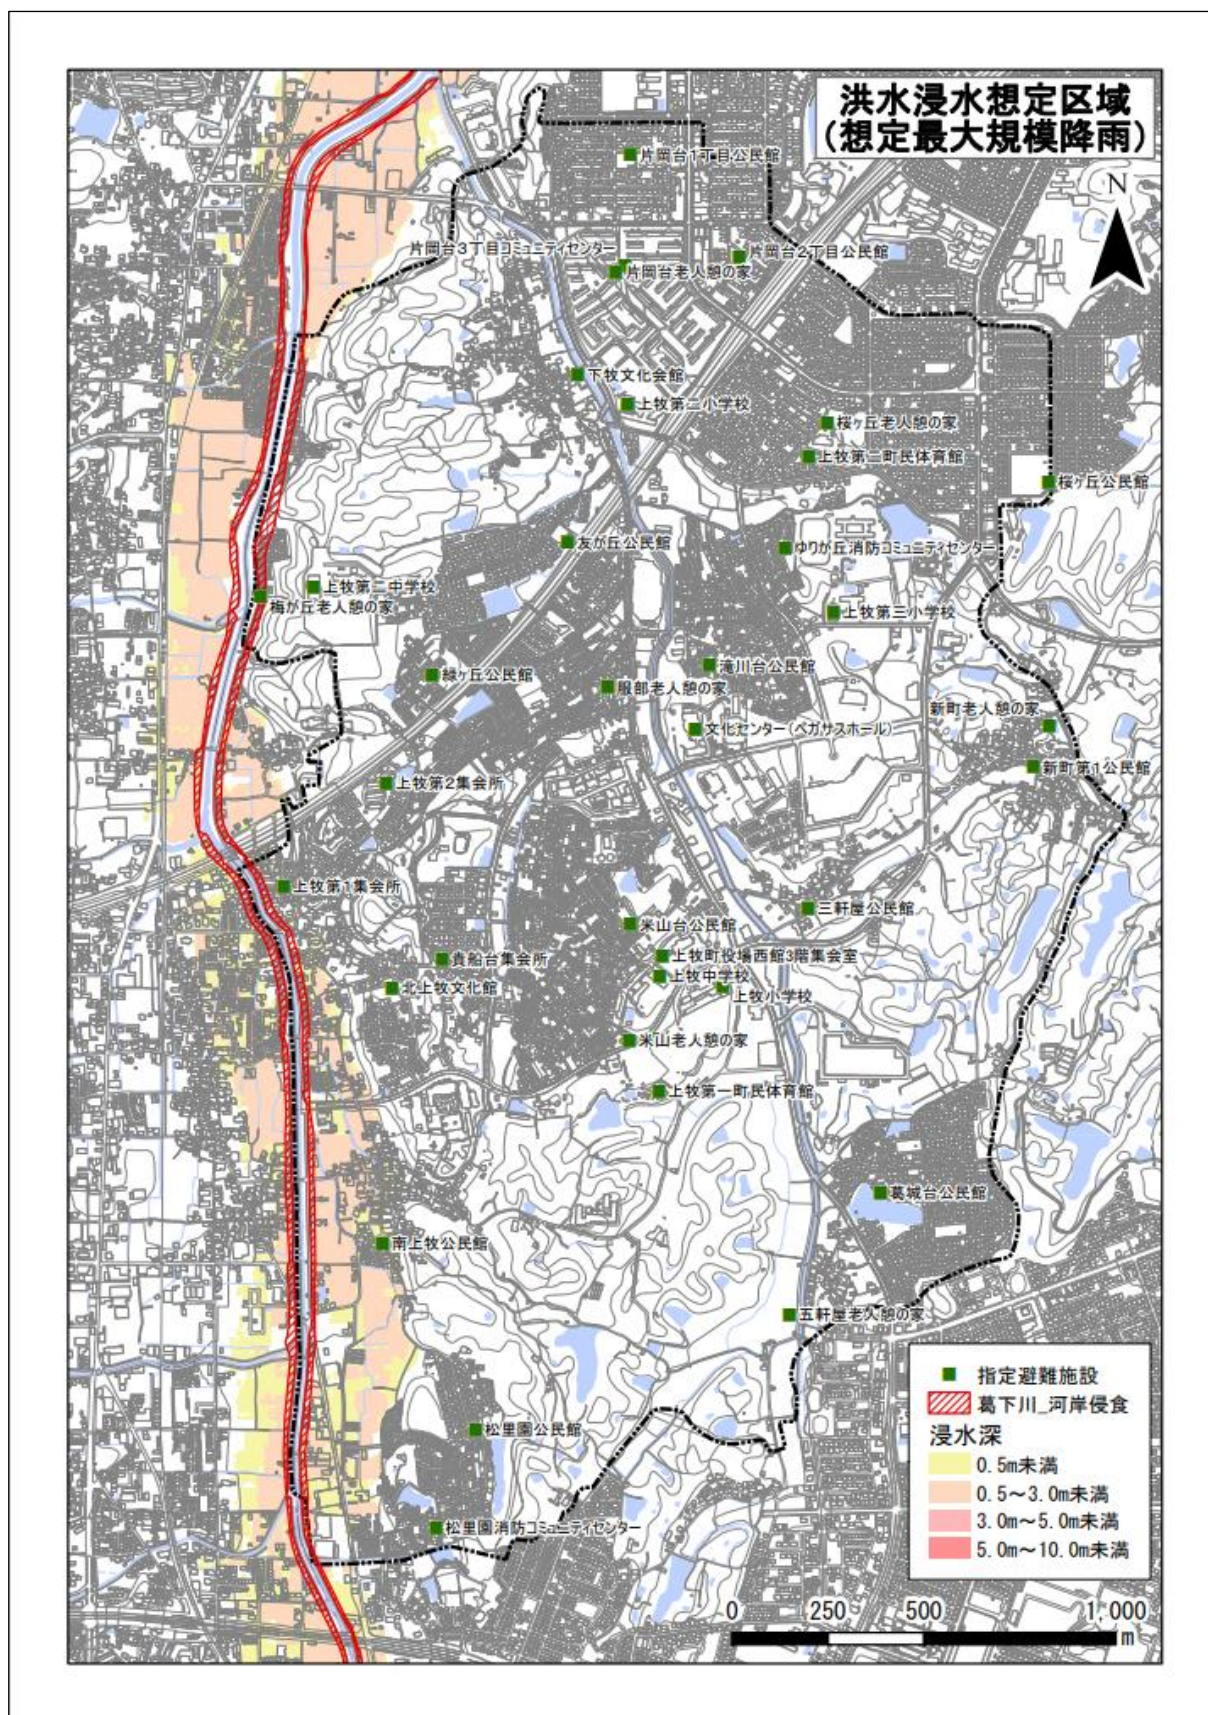 洪水浸水想定区域
(想定最大規模降雨)
N
片岡台1丁目公民館
片岡台3丁目コミュニティセンター
片岡台2丁目公民館
片岡台老人憩の家
下牧文化会館
上牧第二小学校
桜ヶ丘老人憩の家
上牧第二町民体育館
桜ヶ丘公民館
友が丘公民館
ゆりが丘消防コミュニティセンター
上牧第二中学校
梅が丘老人憩の家
上牧第三小学校
滝川台公民館
緑ヶ丘公民館
服部老人憩の家
新町老人憩の家
文化センター(ペガサスホール)
新町第1公民館
上牧第2集会所
上牧第1集会所
三軒屋公民館
米山台公民館
上牧町役場西館3階集会室
貴船台集会所
上牧中学校
北上牧文化館
上牧小学校
米山老人憩の家
上牧第一町民体育館
葛城台公民館
南上牧公民館
五軒屋老人憩の家
松里園公民館
松里園消防コミュニティセンター
指定避難施設
葛下川_河岸侵食
浸水深
0.5m未満
0.5～3.0m未満
3.0m～5.0m未満
5.0m～10.0m未満
0 250 500 1,000
m